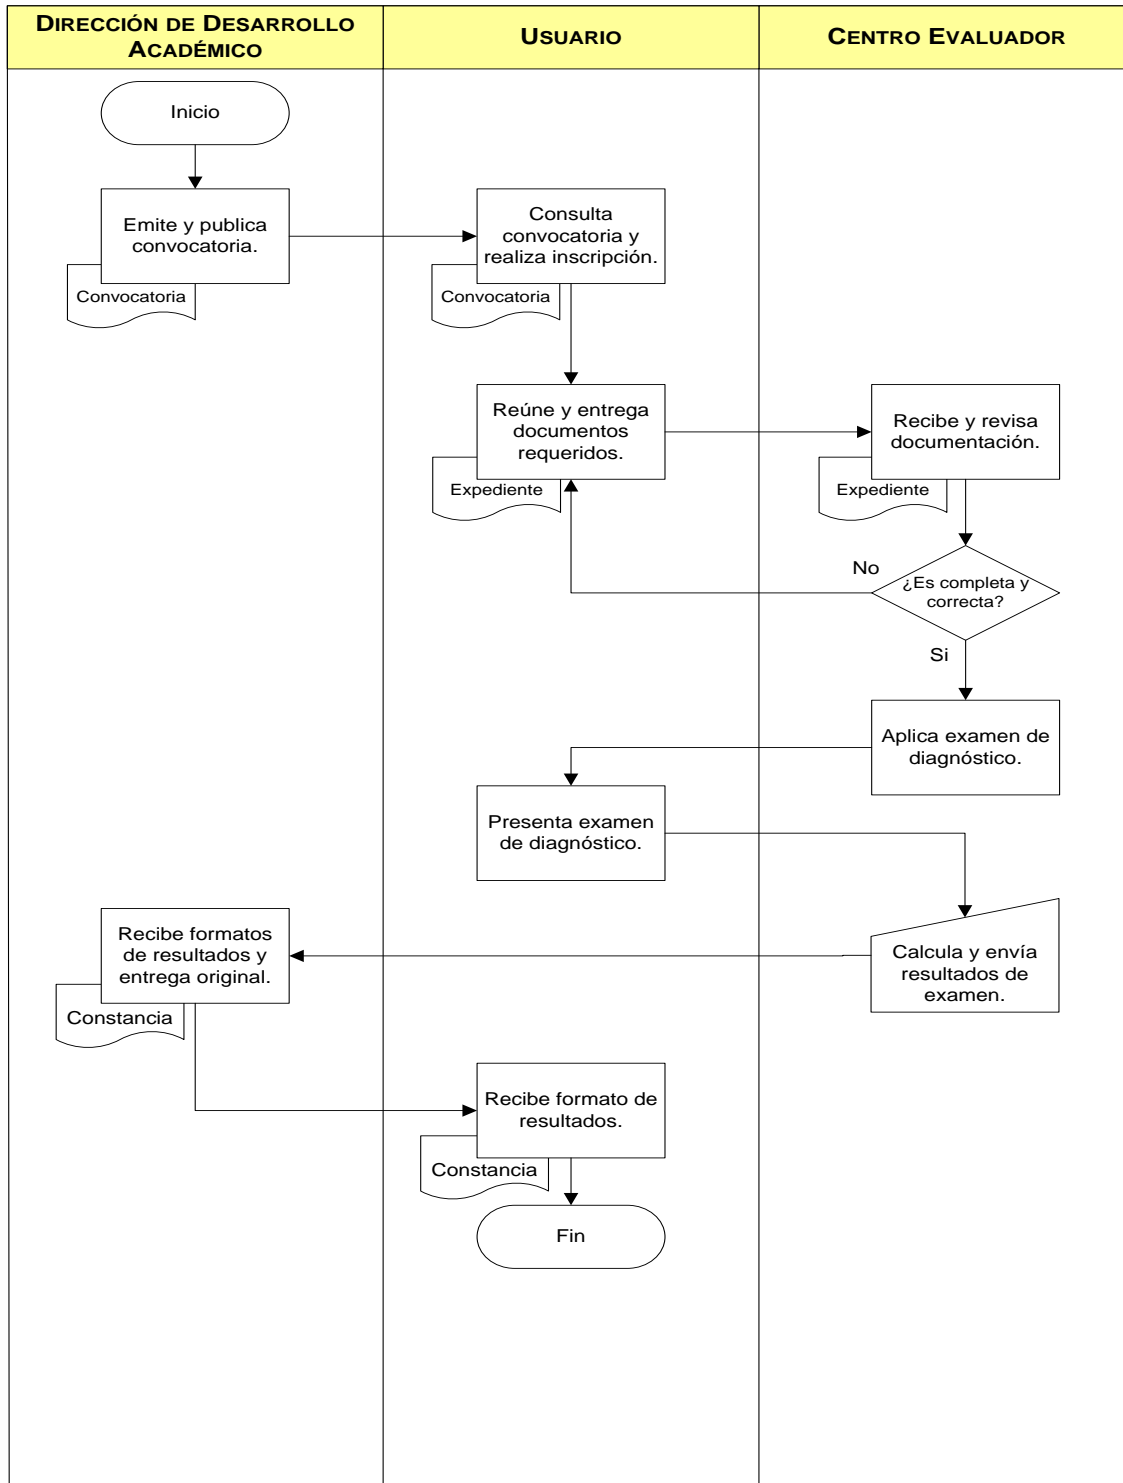 DIRECCIÓN DE DESARROLLO
ACADÉMICO
USUARIO
CENTRO EVALUADOR
Inicio
Emite y publica
convocatoria.
Convocatoria
Consulta
convocatoria y
realiza inscripción.
Convocatoria
Reúne y entrega
documentos
requeridos.
Expediente
Recibe y revisa
documentación.
Expediente
¿Es completa y
correcta?
No
Si
Aplica examen de
diagnóstico.
Presenta examen
de diagnóstico.
Calcula y envía
resultados de
examen.
Recibe formatos
de resultados y
entrega original.
Constancia
Recibe formato de
resultados.
Constancia
Fin